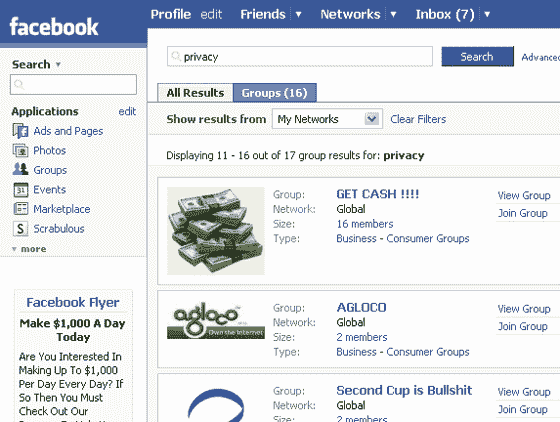 facebook
Profile edit Friends Networks Inbox (7)
Search
privacy
Search
Advanced
Applications edit
Ads and Pages
Photos
Groups
Events
Marketplace
Scrabulous
more
Facebook Flyer
Make $1,000 A Day
Today
Are You Interested In
Making Up To $1,000
Per Day Every Day? If
So Then You Must
Check Out Our
All Results
Groups (16)
Show results from My Networks Clear Filters
Displaying 11 - 16 out of 17 group results for: privacy
Group: GET CASH !!!!
Network: Global
Size: 16 members
Type: Business - Consumer Groups
View Group
Join Group
agloco
Own the Internet
Group: AGLOCO
Network: Global
Size: 2 members
Type: Business - Consumer Groups
View Group
Join Group
Group: Second Cup is Bullshit
Network: Global
Size: 2 members
View Group
Join Group